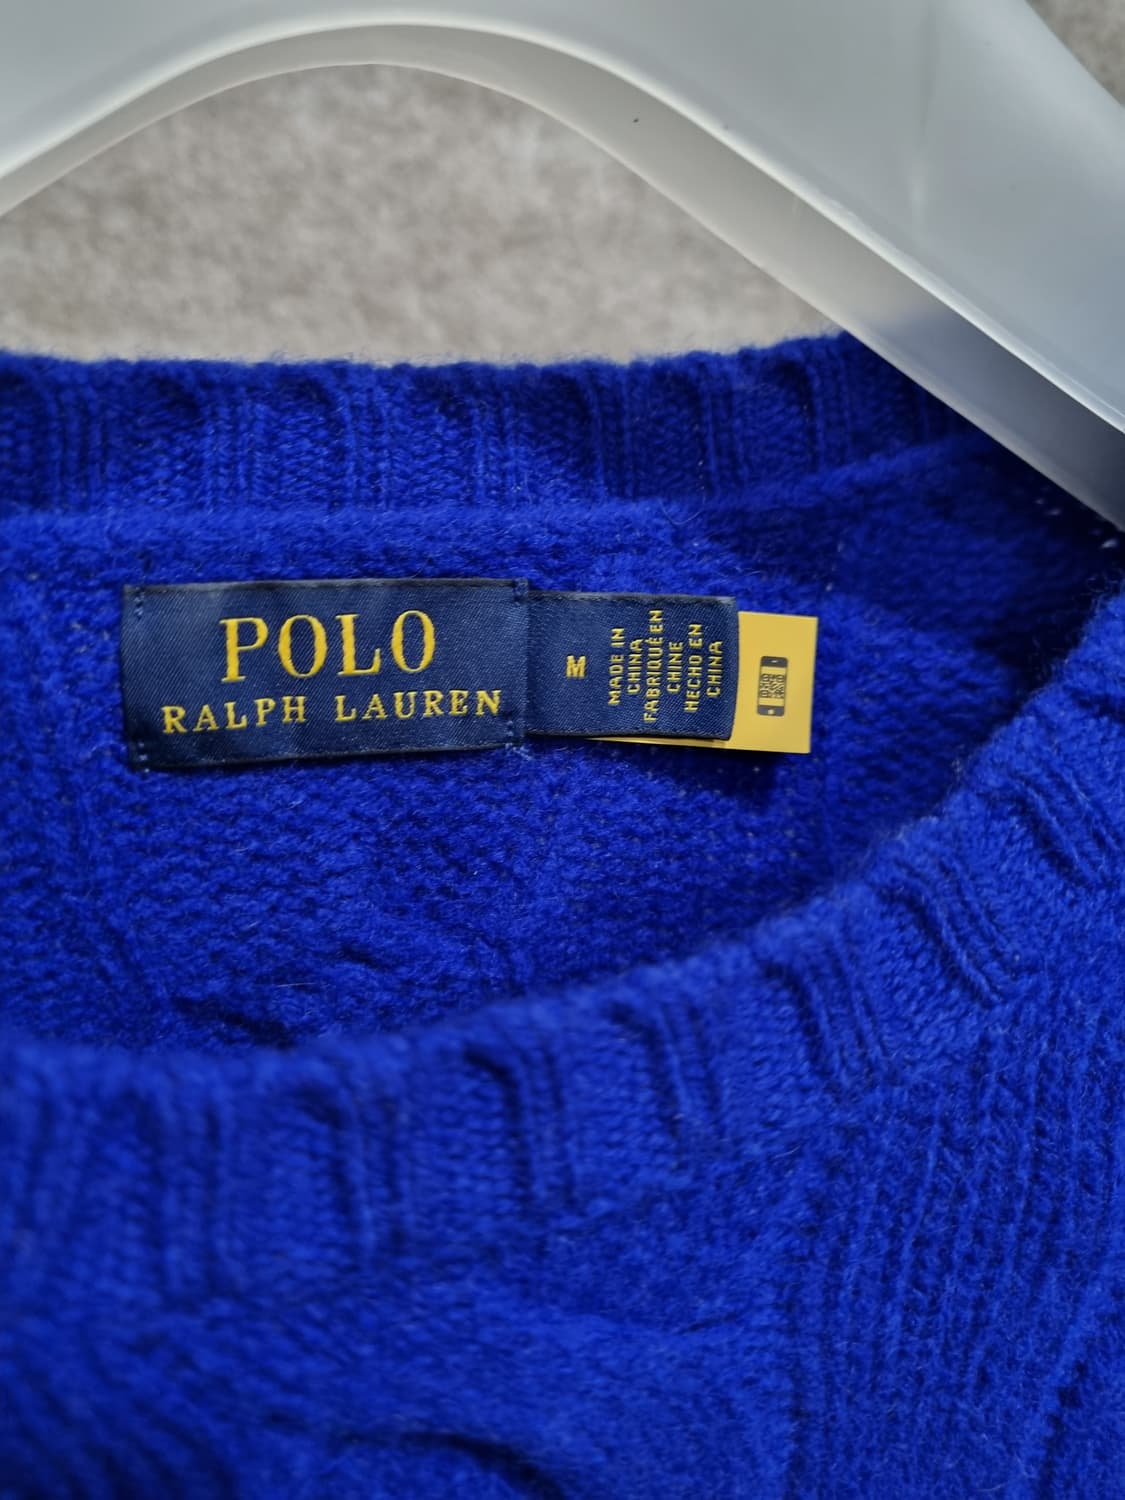 POLO
RALPH LAUREN
M
MADE IN
CHINA
FABRIQUÉ EN
CHINE
HECHO EN
CHINA